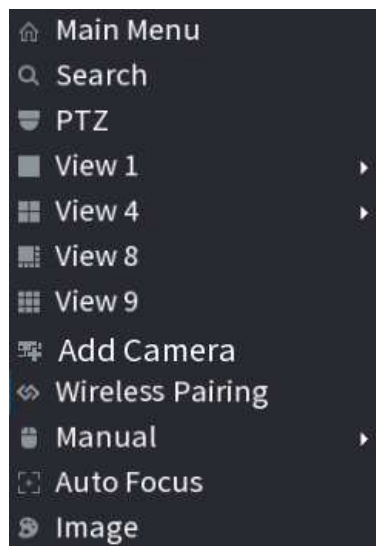 Main Menu
Search
PTZ
View 1
View 4
View 8
View 9
Add Camera
Wireless Pairing
Manual
Auto Focus
Image